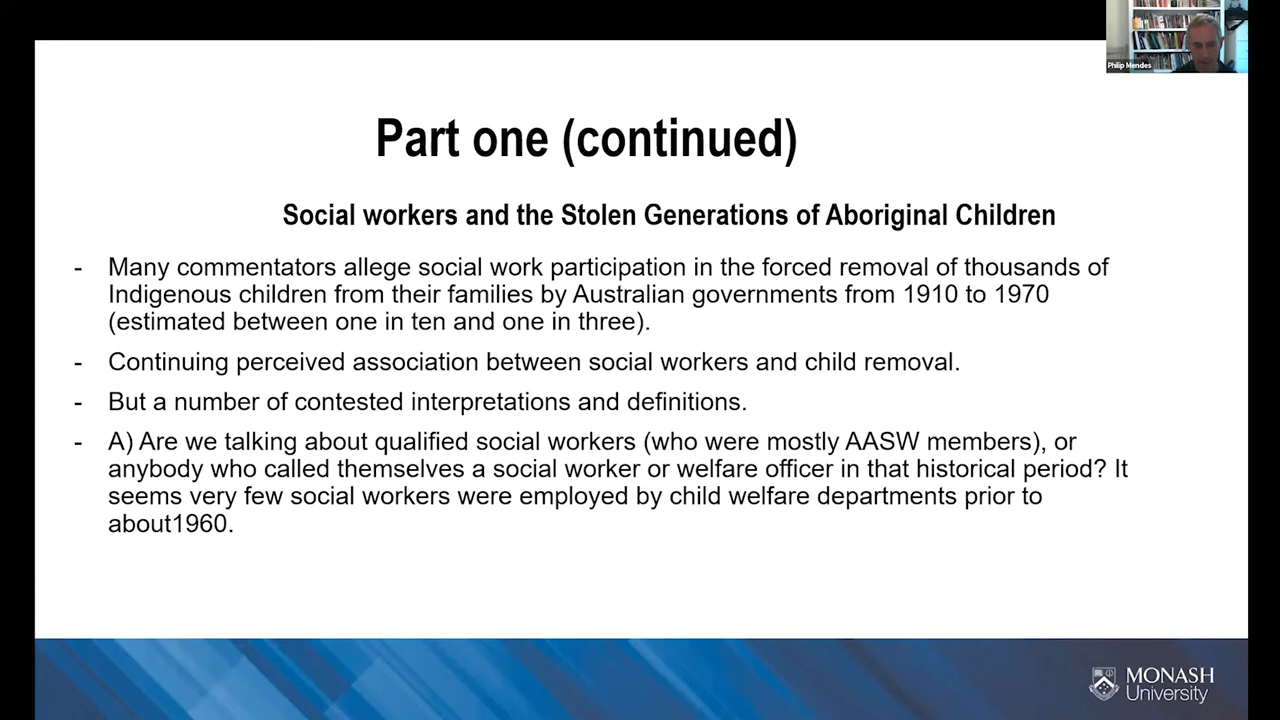 Philip Mendes
Part one (continued)
Social workers and the Stolen Generations of Aboriginal Children
- Many commentators allege social work participation in the forced removal of thousands of
Indigenous children from their families by Australian governments from 1910 to 1970
(estimated between one in ten and one in three).
- Continuing perceived association between social workers and child removal.
- But a number of contested interpretations and definitions.
- A) Are we talking about qualified social workers (who were mostly AASW members), or
anybody who called themselves a social worker or welfare officer in that historical period? It
seems very few social workers were employed by child welfare departments prior to
about1960.
MONASH
University